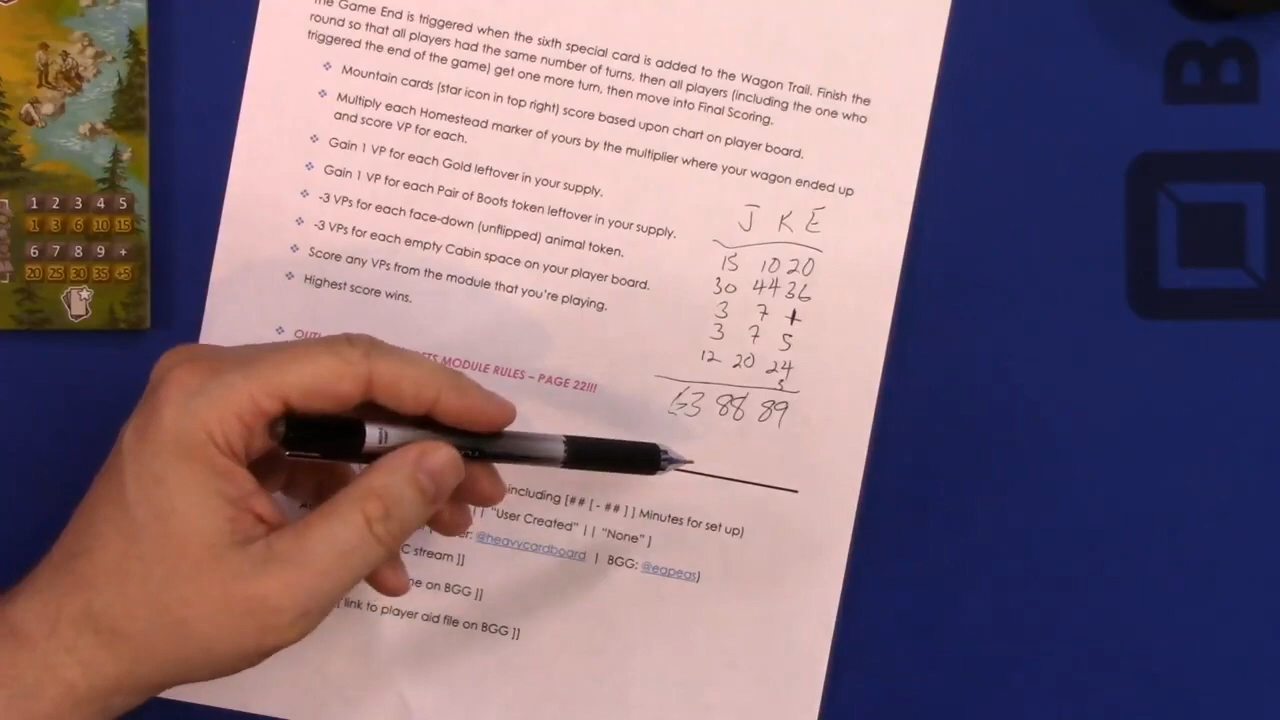 The Game End is triggered when the sixth special card is added to the Wagon Trail. Finish the
round so that all players had the same number of turns, then all players (including the one who
triggered the end of the game) get one more turn, then move into Final Scoring.
Mountain cards (star icon in top right) score based upon chart on player board.
Multiply each Homestead marker of yours by the multiplier where your wagon ended up
and score VP for each.
Gain 1 VP for each Gold leftover in your supply.
Gain 1 VP for each Pair of Boots token leftover in your supply.
-3 VPs for each face-down (unflipped) animal token.
-3 VPs for each empty Cabin space on your player board.
Score any VPs from the module that you're playing.
Highest score wins.
MODULE RULES – PAGE 22!!!
J K E
15 10 20
30 44 36
3 7
3 7 5
12 20 24
5
63 88 89
including [## [ - ## ] ] Minutes for set up)
| | "User Created" | | "None" ]
@heavycardboard | BGG: @eapeas)
C stream ]]
on BGG ]]
link to player aid file on BGG ]]
1 2 3 4 5
1 3 6 10 15
6 7 8 9 +
20 25 30 35 +5
B